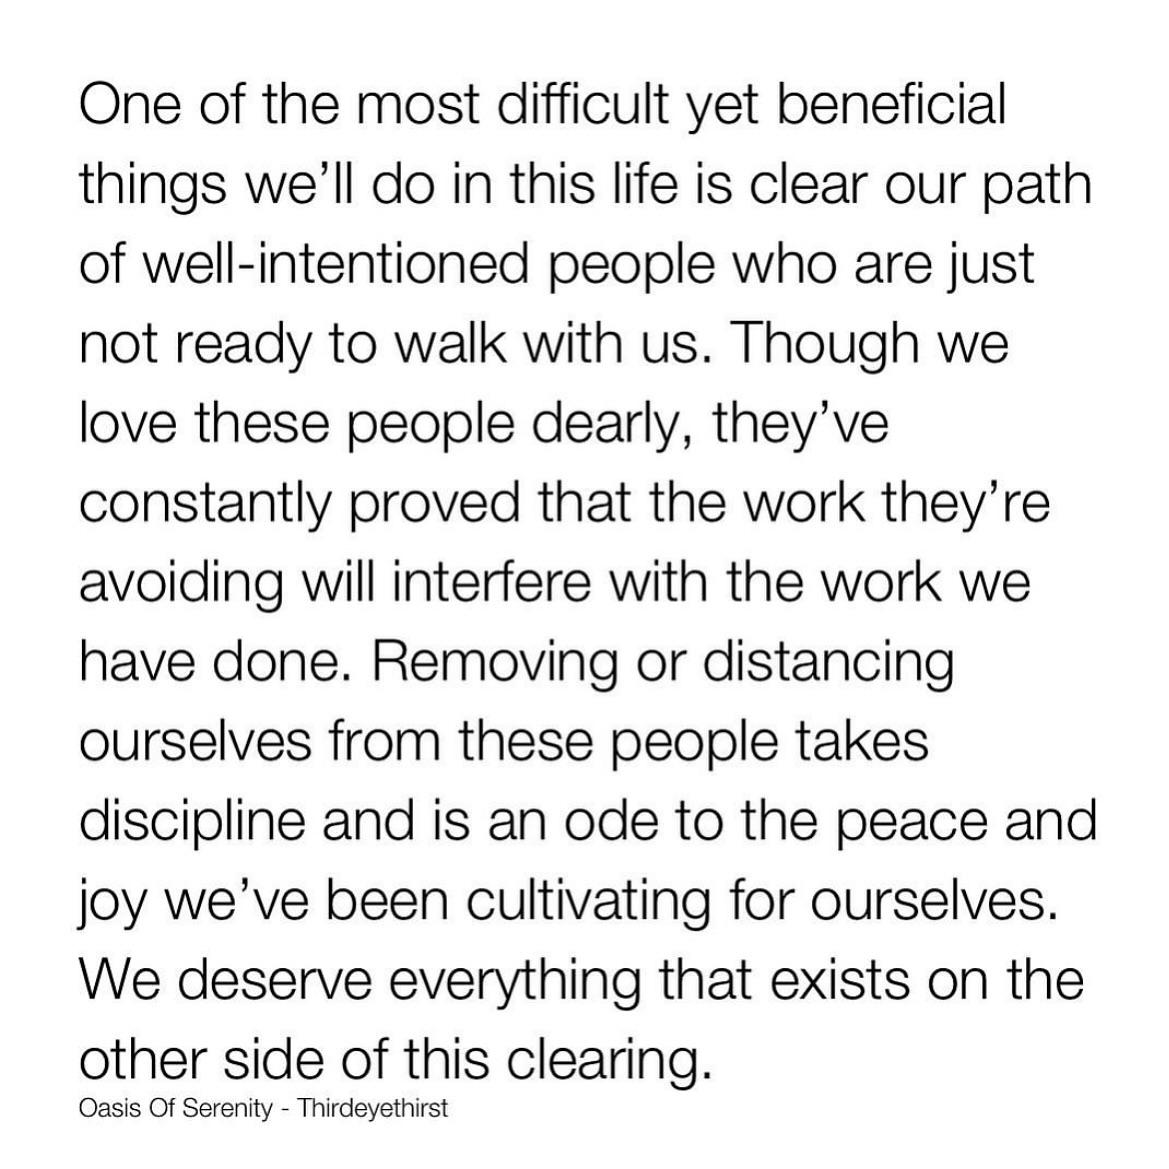 One of the most difficult yet beneficial
things we’ll do in this life is clear our path
of well-intentioned people who are just
not ready to walk with us. Though we
love these people dearly, they’ve
constantly proved that the work they’re
avoiding will interfere with the work we
have done. Removing or distancing
ourselves from these people takes
discipline and is an ode to the peace and
joy we’ve been cultivating for ourselves.
We deserve everything that exists on the
other side of this clearing.
Oasis Of Serenity - Thirdeyethirst